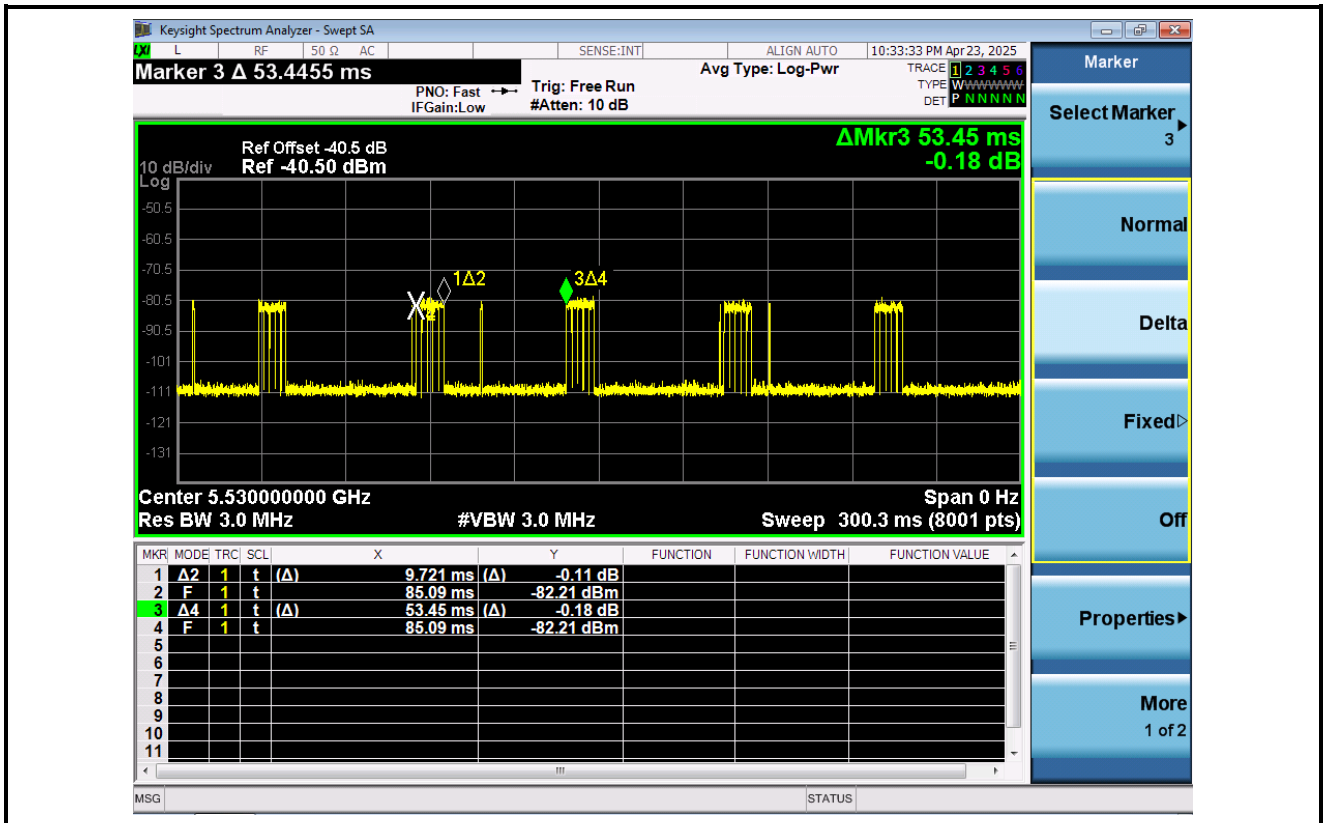 Keysight Spectrum Analyzer - Swept SA
LXI L RF 50 Ω AC SENSE:INT ALIGN AUTO 10:33:33 PM Apr 23, 2025
Marker 3 Δ 53.4455 ms
PNO: Fast
IFGain:Low
Trig: Free Run
#Atten: 10 dB
Avg Type: Log-Pwr
TRACE 1 2 3 4 5 6
TYPE WWWWWW
DET P N N N N N
ΔMkr3 53.45 ms
-0.18 dB
Ref Offset -40.5 dB
10 dB/div Ref -40.50 dBm
Log
-50.5
-60.5
-70.5
1Δ2 3Δ4
-80.5
-90.5
-101
-111
-121
-131
Center 5.530000000 GHz Span 0 Hz
Res BW 3.0 MHz #VBW 3.0 MHz Sweep 300.3 ms (8001 pts)
MKR MODE TRC SCL X Y FUNCTION FUNCTION WIDTH FUNCTION VALUE
1 Δ2 1 t (Δ) 9.721 ms (Δ) -0.11 dB
2 F 1 t 85.09 ms -82.21 dBm
3 Δ4 1 t (Δ) 53.45 ms (Δ) -0.18 dB
4 F 1 t 85.09 ms -82.21 dBm
5
6
7
8
9
10
11
MSG STATUS
Marker
Select Marker
3
Normal
Delta
Fixed
Off
Properties
More
1 of 2